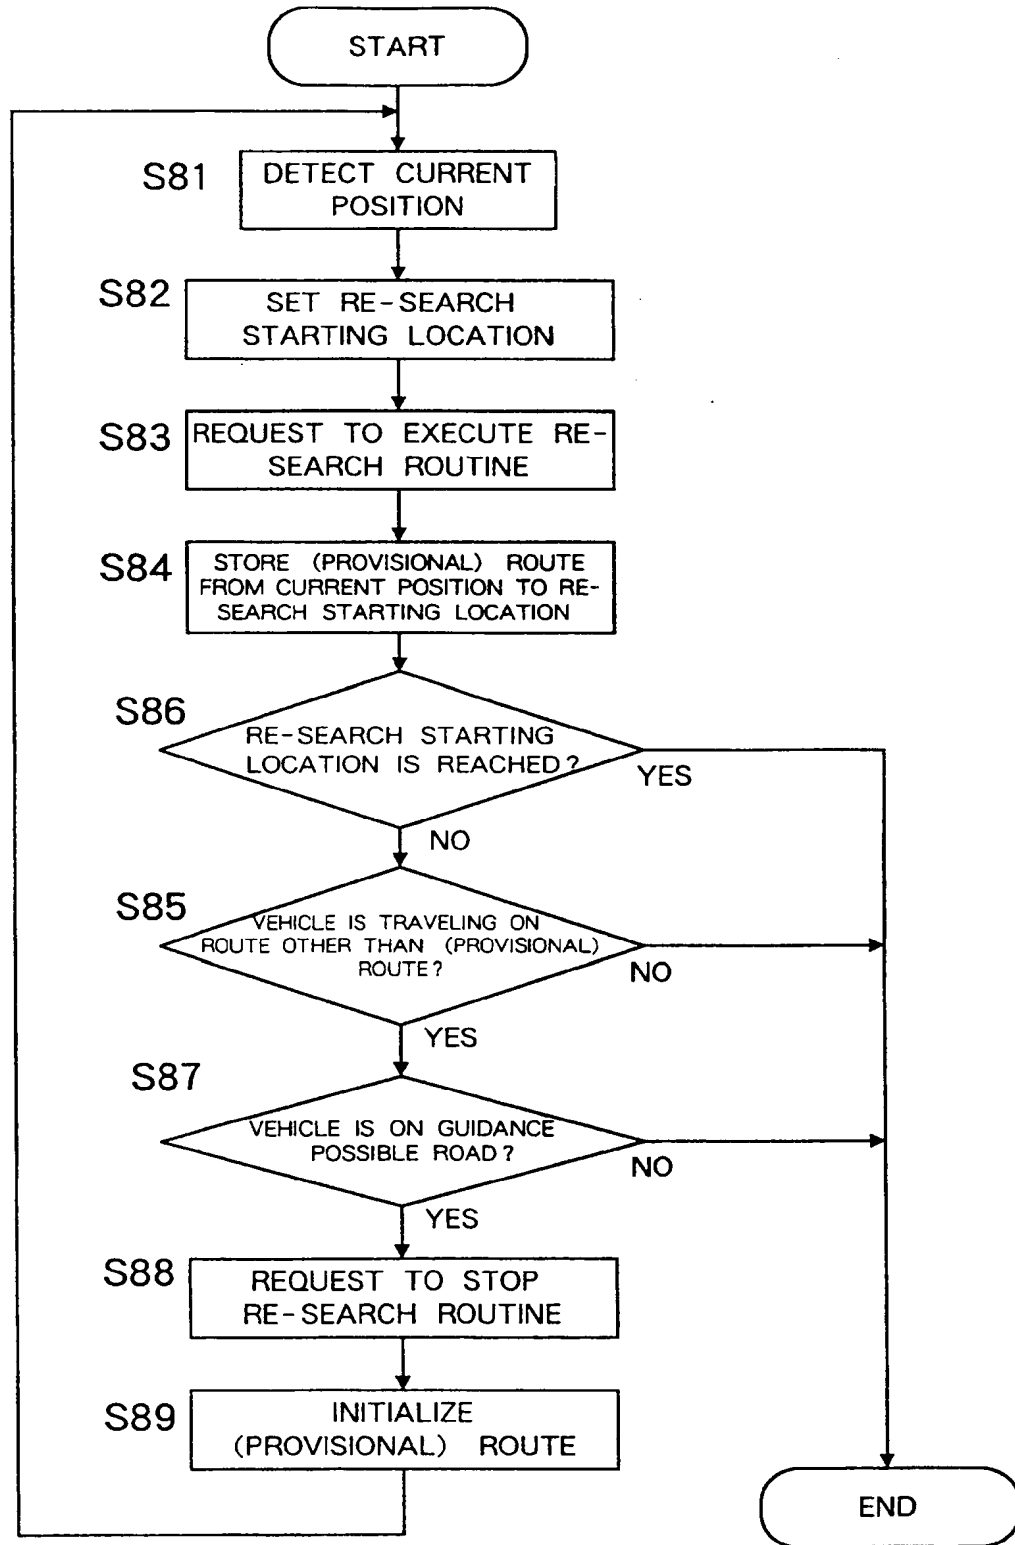 START
S81
DETECT CURRENT
POSITION
S82
SET RE-SEARCH
STARTING LOCATION
S83
REQUEST TO EXECUTE RE-
SEARCH ROUTINE
S84
STORE (PROVISIONAL) ROUTE
FROM CURRENT POSITION TO RE-
SEARCH STARTING LOCATION
S86
RE-SEARCH STARTING
LOCATION IS REACHED?
YES
NO
S85
VEHICLE IS TRAVELING ON
ROUTE OTHER THAN (PROVISIONAL)
ROUTE?
NO
YES
S87
VEHICLE IS ON GUIDANCE
POSSIBLE ROAD?
NO
YES
S88
REQUEST TO STOP
RE-SEARCH ROUTINE
S89
INITIALIZE
(PROVISIONAL) ROUTE
END